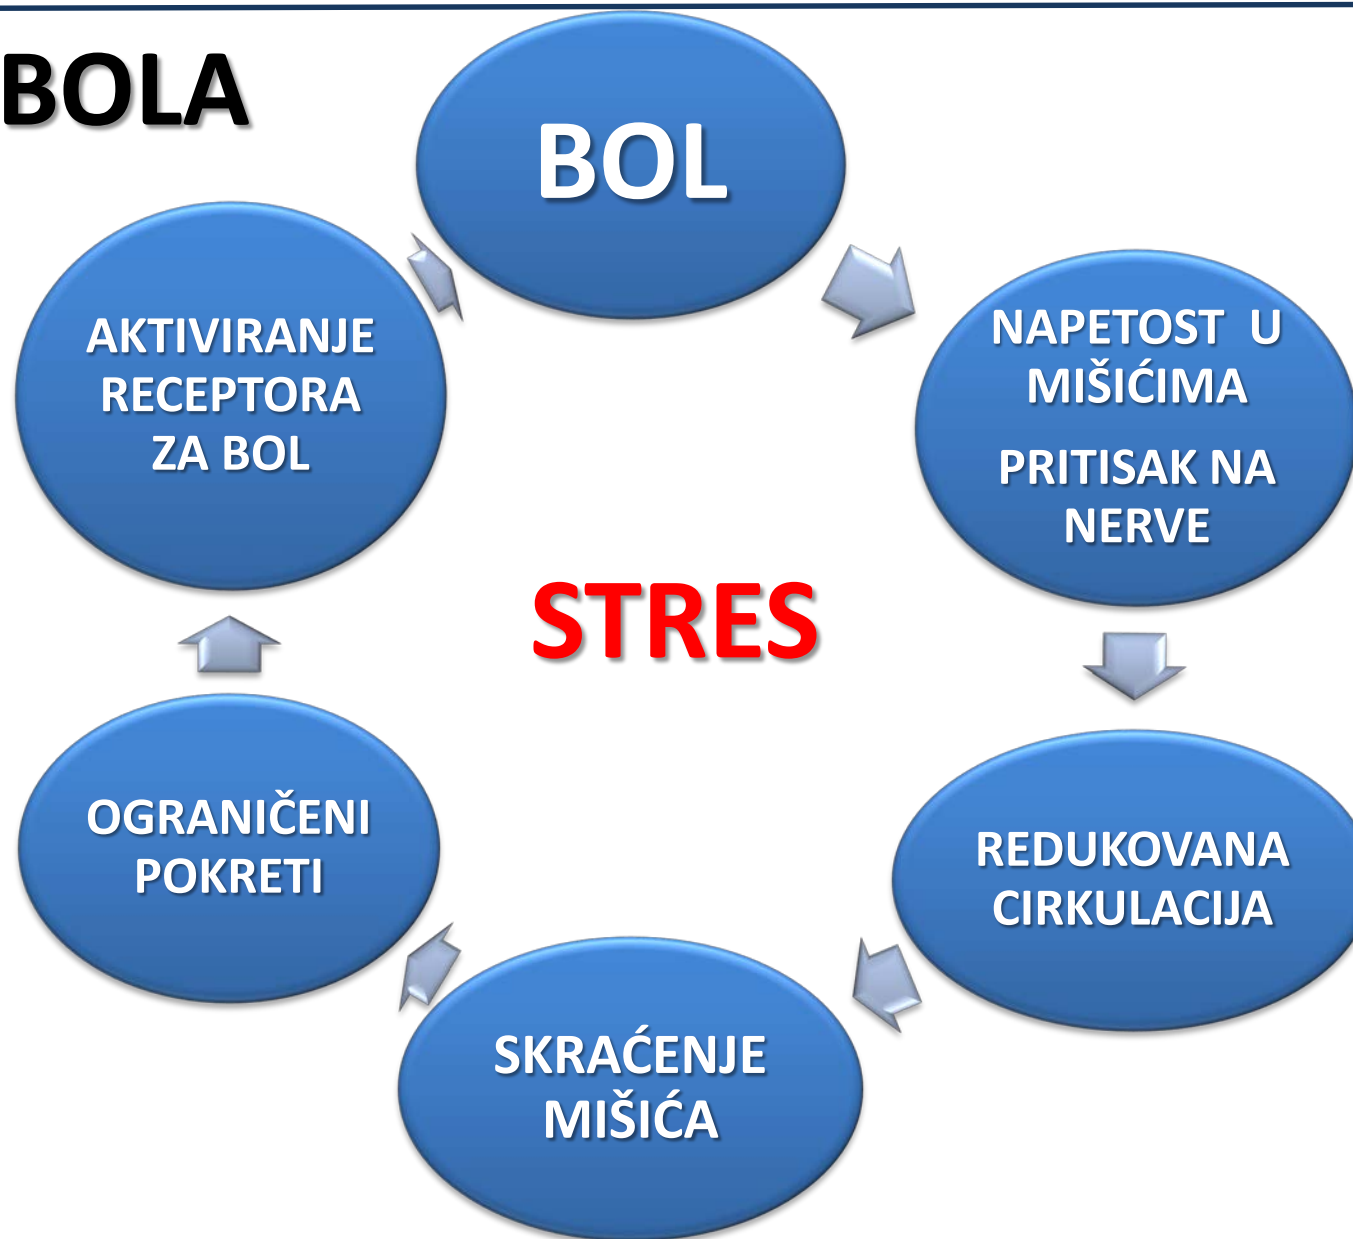 BOLA
BOL
NAPETOST U
MIŠIĆIMA
PRITISAK NA
NERVE
REDUKOVANA
CIRKULACIJA
SKRAĆENJE
MIŠIĆA
OGRANIČENI
POKRETI
AKTIVIRANJE
RECEPTORA
ZA BOL
STRES